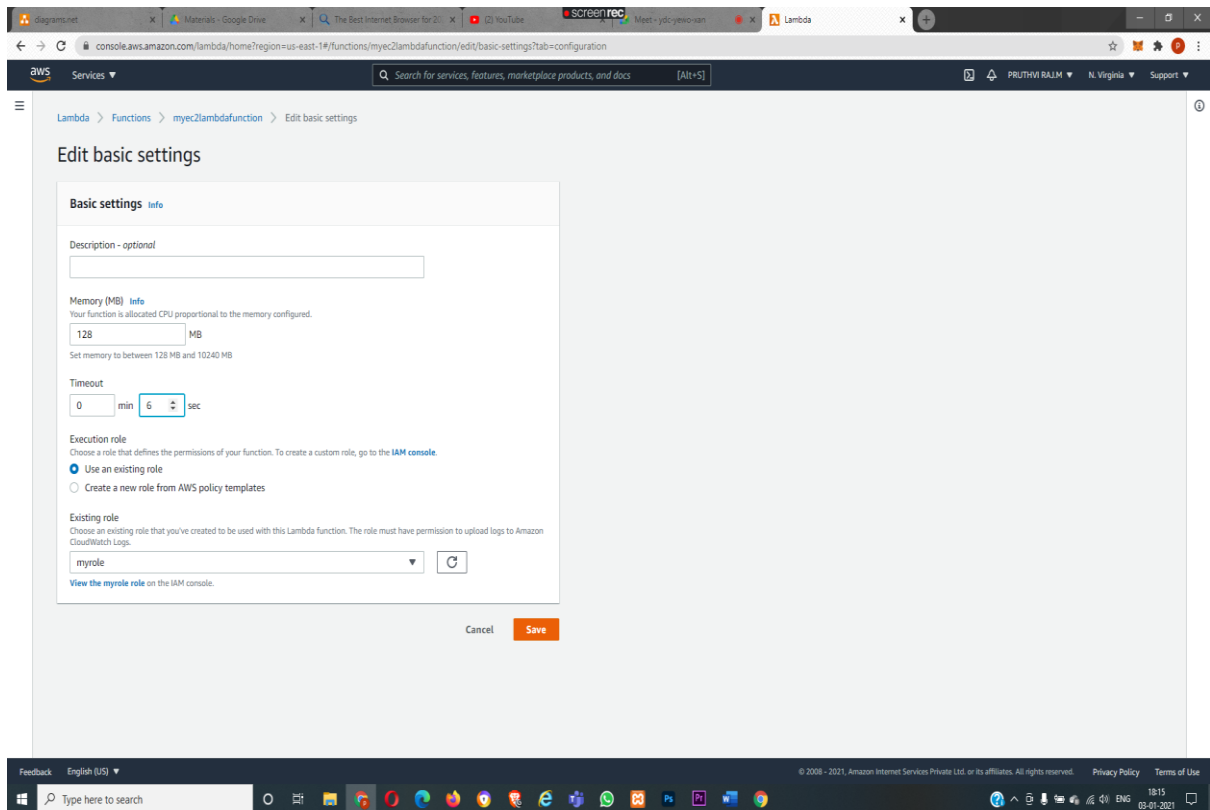 diagrams.net
Materials - Google Drive
The Best Internet Browser for 20
(2) YouTube
screenrec
Meet - ydc-yewo-xan
Lambda
console.aws.amazon.com/lambda/home?region=us-east-1#/functions/myec2lambdafunction/edit/basic-settings?tab=configuration
aws
Services ▼
Search for services, features, marketplace products, and docs
[Alt+S]
PRUTHVI RAJ.M ▼
N. Virginia ▼
Support ▼
Lambda > Functions > myec2lambdafunction > Edit basic settings
Edit basic settings
Basic settings Info
Description - optional
Memory (MB) Info
Your function is allocated CPU proportional to the memory configured.
128 MB
Set memory to between 128 MB and 10240 MB
Timeout
0 min 6 sec
Execution role
Choose a role that defines the permissions of your function. To create a custom role, go to the IAM console.
Use an existing role
Create a new role from AWS policy templates
Existing role
Choose an existing role that you've created to be used with this Lambda function. The role must have permission to upload logs to Amazon
CloudWatch Logs.
myrole
View the myrole role on the IAM console.
Cancel
Save
Feedback
English (US) ▼
© 2008 - 2021, Amazon Internet Services Private Ltd. or its affiliates. All rights reserved.
Privacy Policy
Terms of Use
Type here to search
Ps
Pr
ENG
18:15
03-01-2021